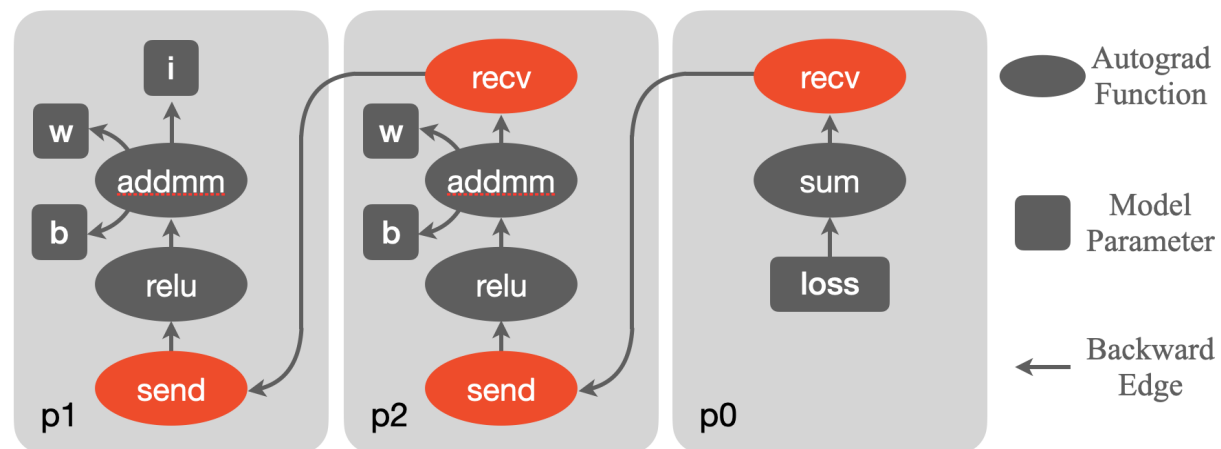 i
w
addmm
b
relu
send
p1
recv
w
addmm
b
relu
send
p2
recv
sum
loss
p0
Autograd
Function
Model
Parameter
Backward
Edge